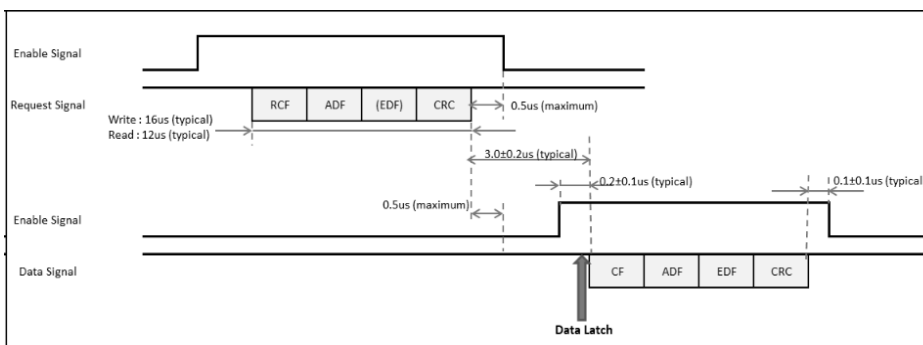 Enable Signal
Request Signal
RCF
ADF
(EDF)
CRC
0.5us (maximum)
Write : 16us (typical)
Read : 12us (typical)
3.0±0.2us (typical)
0.2±0.1us (typical)
0.1±0.1us (typical
0.5us (maximum)
Enable Signal
Data Signal
CF
ADF
EDF
CRC
Data Latch